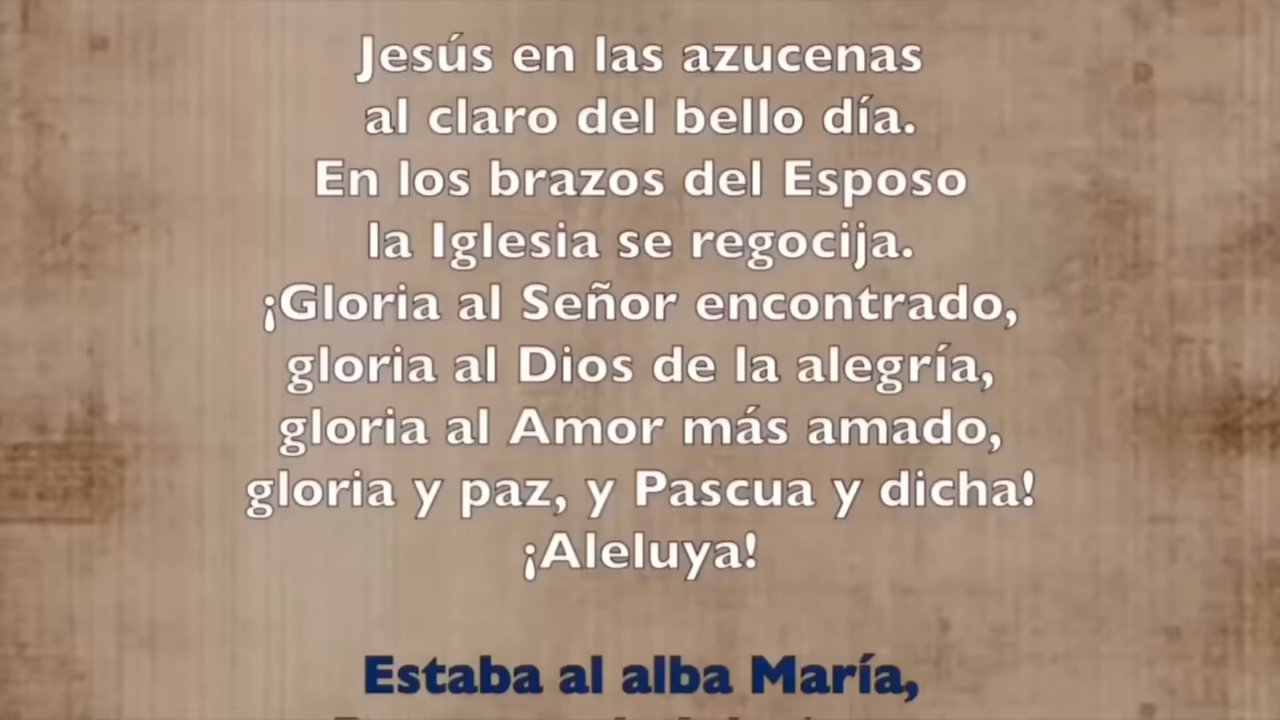 Jesús en las azucenas
al claro del bello día.
En los brazos del Esposo
la Iglesia se regocija.
¡Gloria al Señor encontrado,
gloria al Dios de la alegría,
gloria al Amor más amado,
gloria y paz, y Pascua y dicha!
¡Aleluya!
Estaba al alba María,